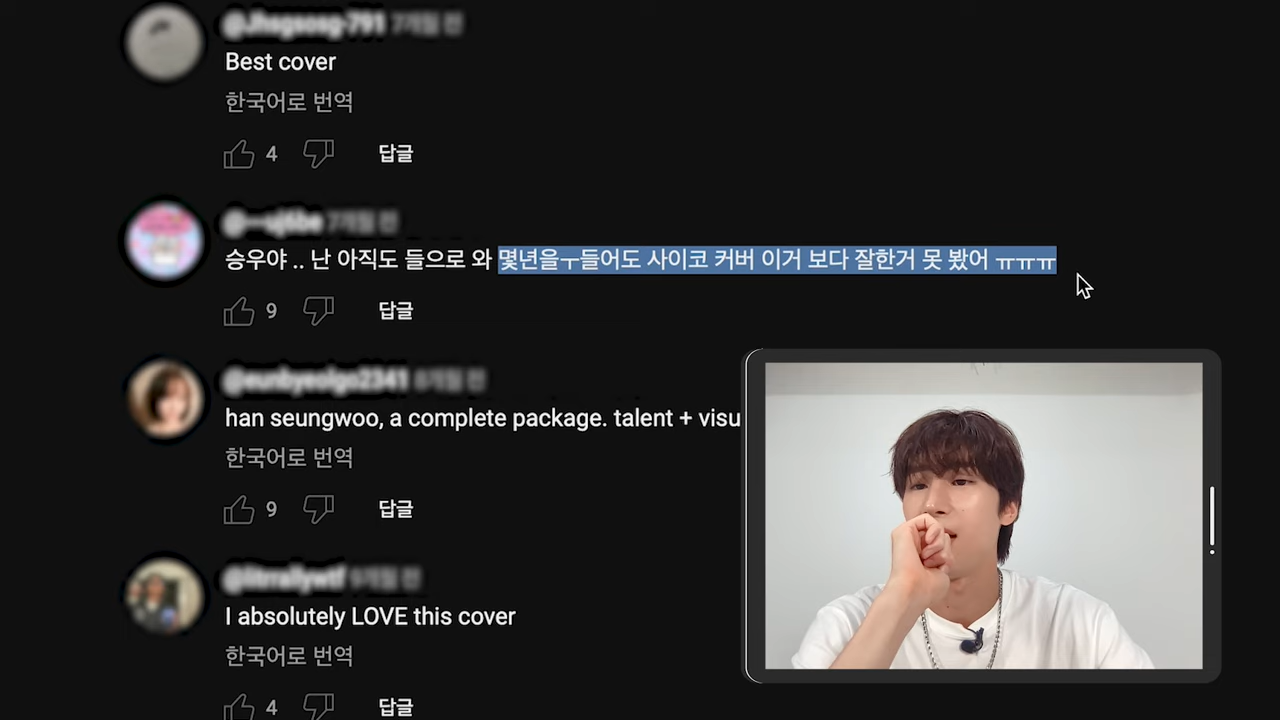 Best cover
한국어로 번역
4 답글
승우야 .. 난 아직도 들으로 와 몇년을ㅜ들어도 사이코 커버 이거 보다 잘한거 못 봤어 ㅠㅠㅠ
9 답글
han seungwoo, a complete package. talent + visu
한국어로 번역
9 답글
I absolutely LOVE this cover
한국어로 번역
4 답글